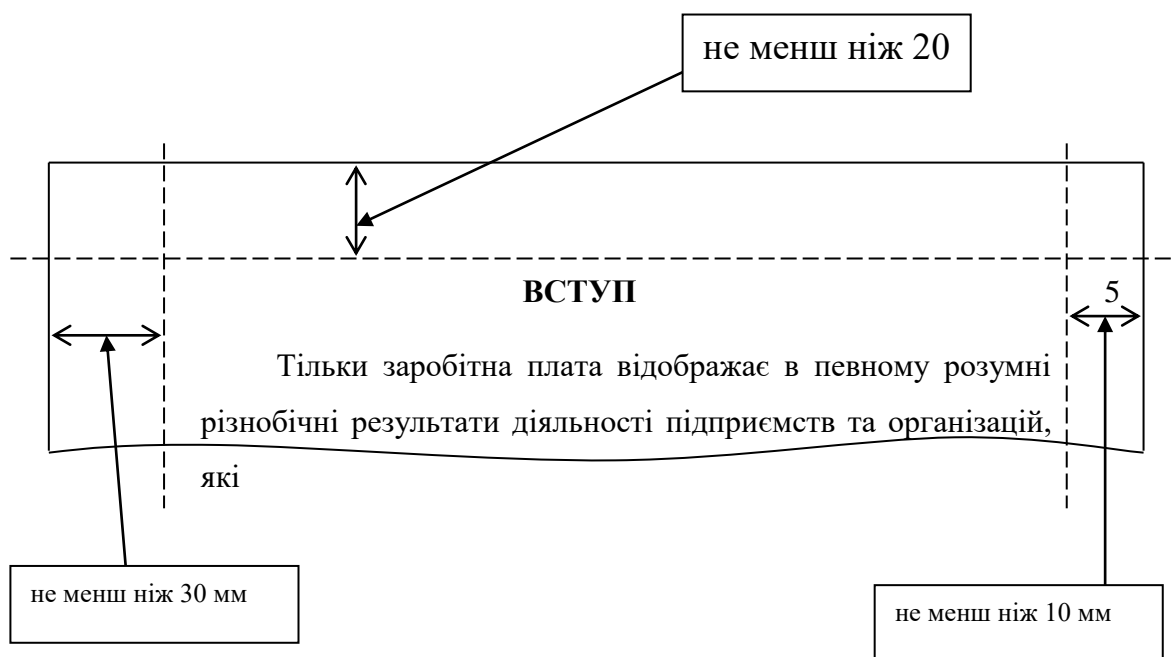 не менш ніж 20
ВСТУП
5
Тільки заробітна плата відображає в певному розумні
різнобічні результати діяльності підприємств та організацій,
які
не менш ніж 30 мм
не менш ніж 10 мм